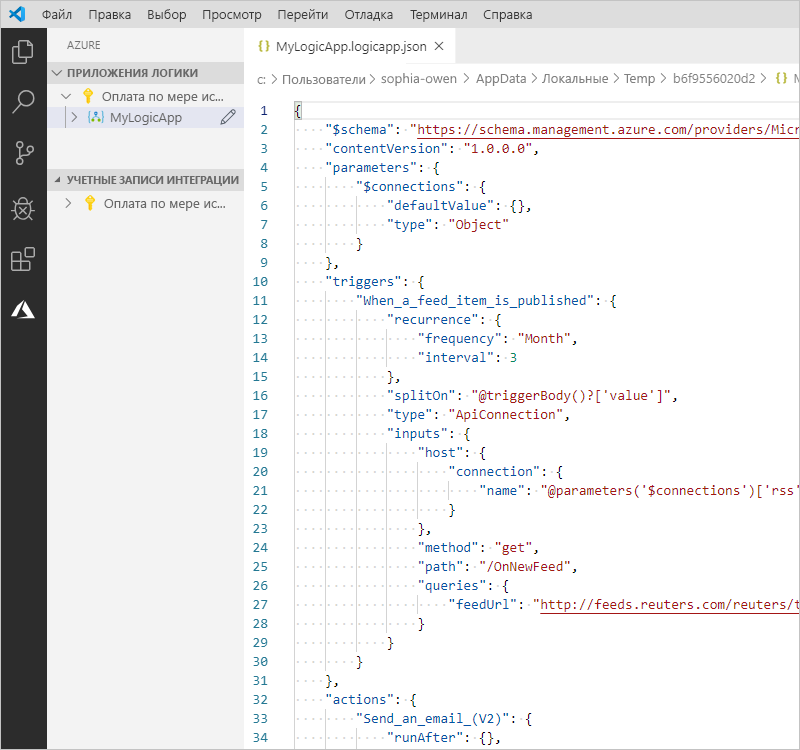 Файл Правка Выбор Просмотр Перейти Отладка Терминал Справка
AZURE
ПРИЛОЖЕНИЯ ЛОГИКИ
Оплата по мере ис...
MyLogicApp
УЧЕТНЫЕ ЗАПИСИ ИНТЕГРАЦИИ
Оплата по мере ис...
{} MyLogicApp.logicapp.json ×
c: > Пользователи > sophia-owen > AppData > Локальные > Temp > b6f9556020d2 > {} M
1 {
2 "$schema": "https://schema.management.azure.com/providers/Micr
3 "contentVersion": "1.0.0.0",
4 "parameters": {
5 "$connections": {
6 "defaultValue": {},
7 "type": "Object"
8 }
9 },
10 "triggers": {
11 "When_a_feed_item_is_published": {
12 "recurrence": {
13 "frequency": "Month",
14 "interval": 3
15 },
16 "splitOn": "@triggerBody()?['value']",
17 "type": "ApiConnection",
18 "inputs": {
19 "host": {
20 "connection": {
21 "name": "@parameters('$connections')['rss'
22 }
23 },
24 "method": "get",
25 "path": "/OnNewFeed",
26 "queries": {
27 "feedUrl": "http://feeds.reuters.com/reuters/t
28 }
29 }
30 }
31 },
32 "actions": {
33 "Send_an_email_(V2)": {
34 "runAfter": {},